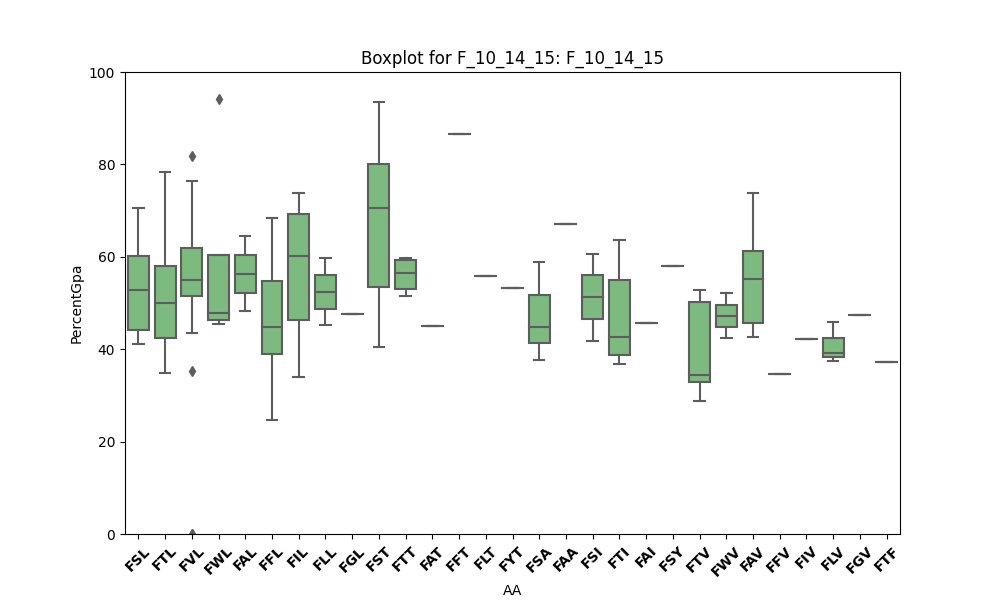 Boxplot for F_10_14_15: F_10_14_15
100
80
60
40
20
0
PercentGpa
FSL FTL FVL FWL FAL FFL FIL FLL FGL FST FTT FAT FFT FLT FYT FSA FAA FSI FTI FAI FSY FTV FWV FAV FFV FIV FLV FGV FTF
AA